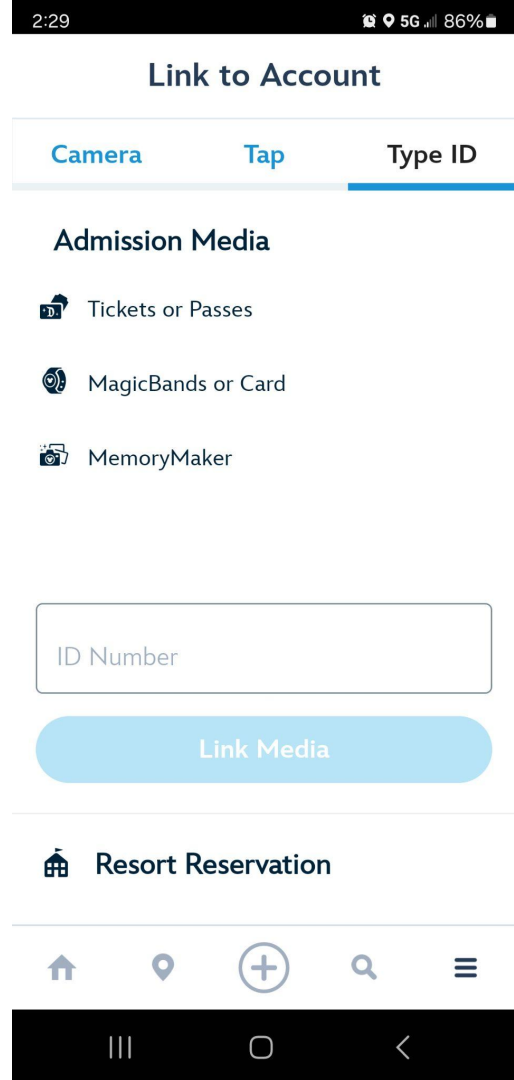 2:29 5G 86%
Link to Account
Camera Tap Type ID
Admission Media
Tickets or Passes
MagicBands or Card
MemoryMaker
ID Number
Link Media
Resort Reservation